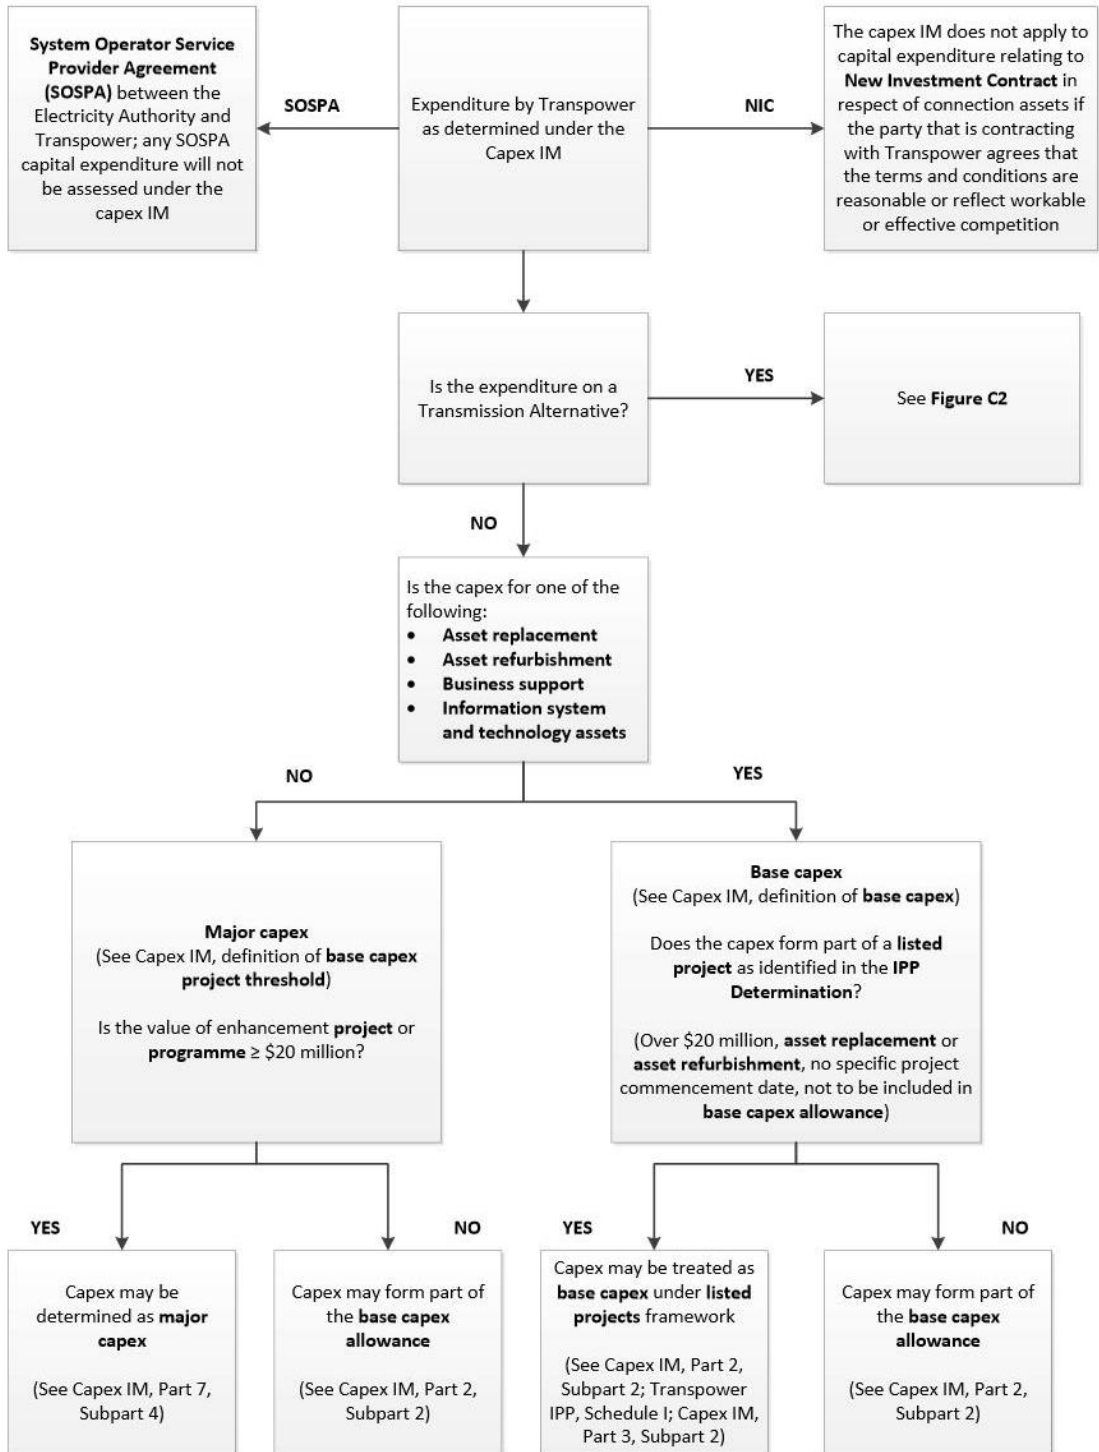 System Operator Service
Provider Agreement
(SOSPA) between the
Electricity Authority and
Transpower; any SOSPA
capital expenditure will not
be assessed under the
capex IM
SOSPA
Expenditure by Transpower
as determined under the
Capex IM
NIC
The capex IM does not apply to
capital expenditure relating to
New Investment Contract in
respect of connection assets if
the party that is contracting
with Transpower agrees that
the terms and conditions are
reasonable or reflect workable
or effective competition
Is the expenditure on a
Transmission Alternative?
YES
See Figure C2
NO
Is the capex for one of the
following:
• Asset replacement
• Asset refurbishment
• Business support
• Information system
and technology assets
NO
YES
Major capex
(See Capex IM, definition of base capex
project threshold)
Is the value of enhancement project or
programme ≥ $20 million?
Base capex
(See Capex IM, definition of base capex)
Does the capex form part of a listed
project as identified in the IPP
Determination?
(Over $20 million, asset replacement or
asset refurbishment, no specific project
commencement date, not to be included in
base capex allowance)
YES
NO
YES
NO
Capex may be
determined as major
capex
(See Capex IM, Part 7,
Subpart 4)
Capex may form part of
the base capex
allowance
(See Capex IM, Part 2,
Subpart 2)
Capex may be treated as
base capex under listed
projects framework
(See Capex IM, Part 2,
Subpart 2; Transpower
IPP, Schedule I; Capex IM,
Part 3, Subpart 2)
Capex may form part of
the base capex
allowance
(See Capex IM, Part 2,
Subpart 2)